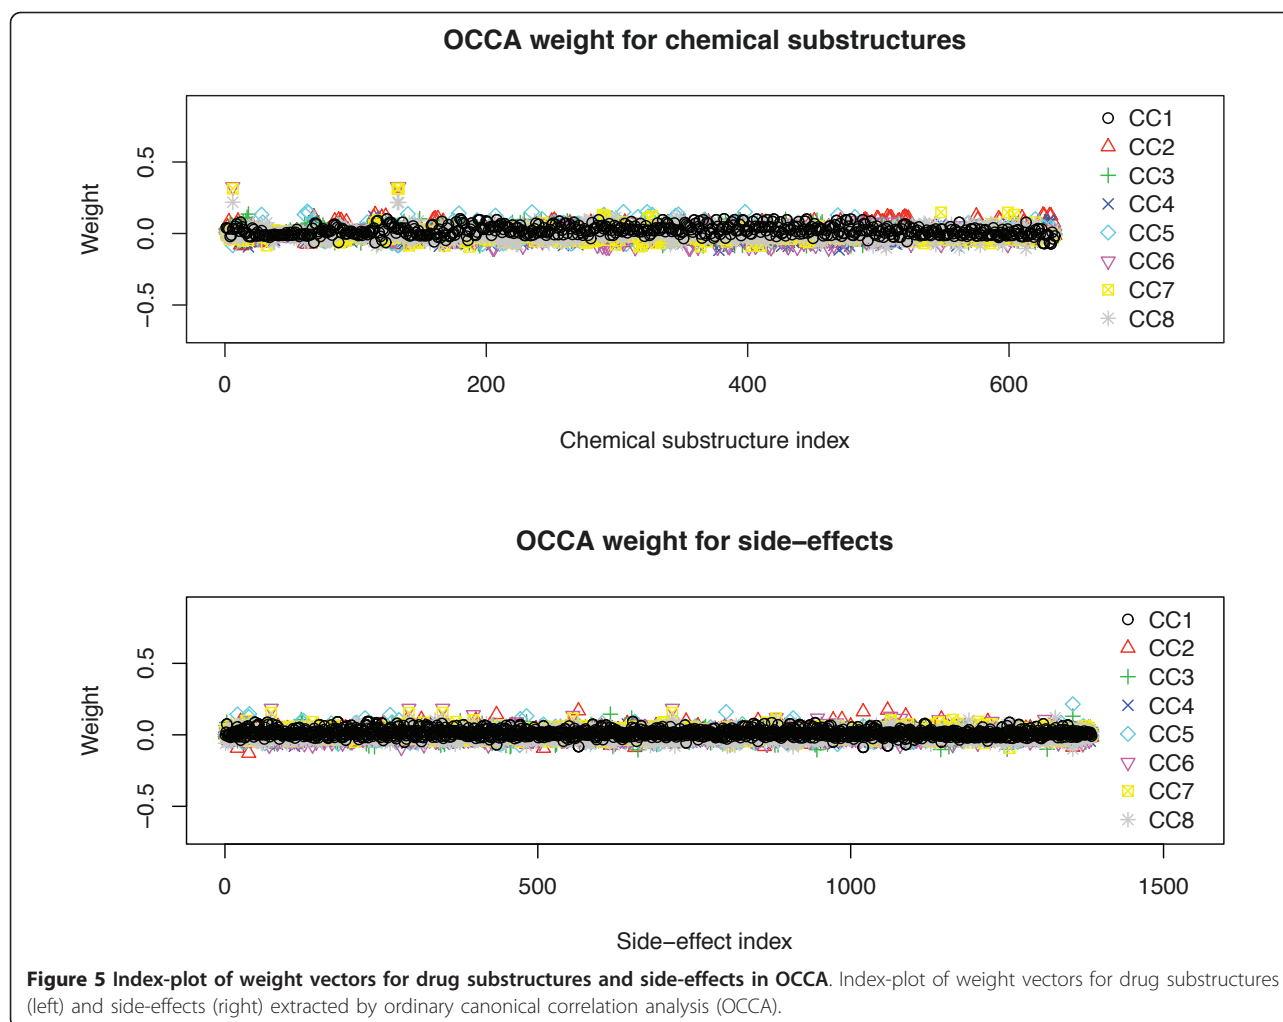 OCCA weight for chemical substructures
Weight
0.5
0.0
−0.5
0
200
400
600
Chemical substructure index
CC1
CC2
CC3
CC4
CC5
CC6
CC7
CC8
OCCA weight for side−effects
Weight
0.5
0.0
−0.5
0
500
1000
1500
Side−effect index
CC1
CC2
CC3
CC4
CC5
CC6
CC7
CC8
Figure 5 Index-plot of weight vectors for drug substructures and side-effects in OCCA. Index-plot of weight vectors for drug substructures
(left) and side-effects (right) extracted by ordinary canonical correlation analysis (OCCA).